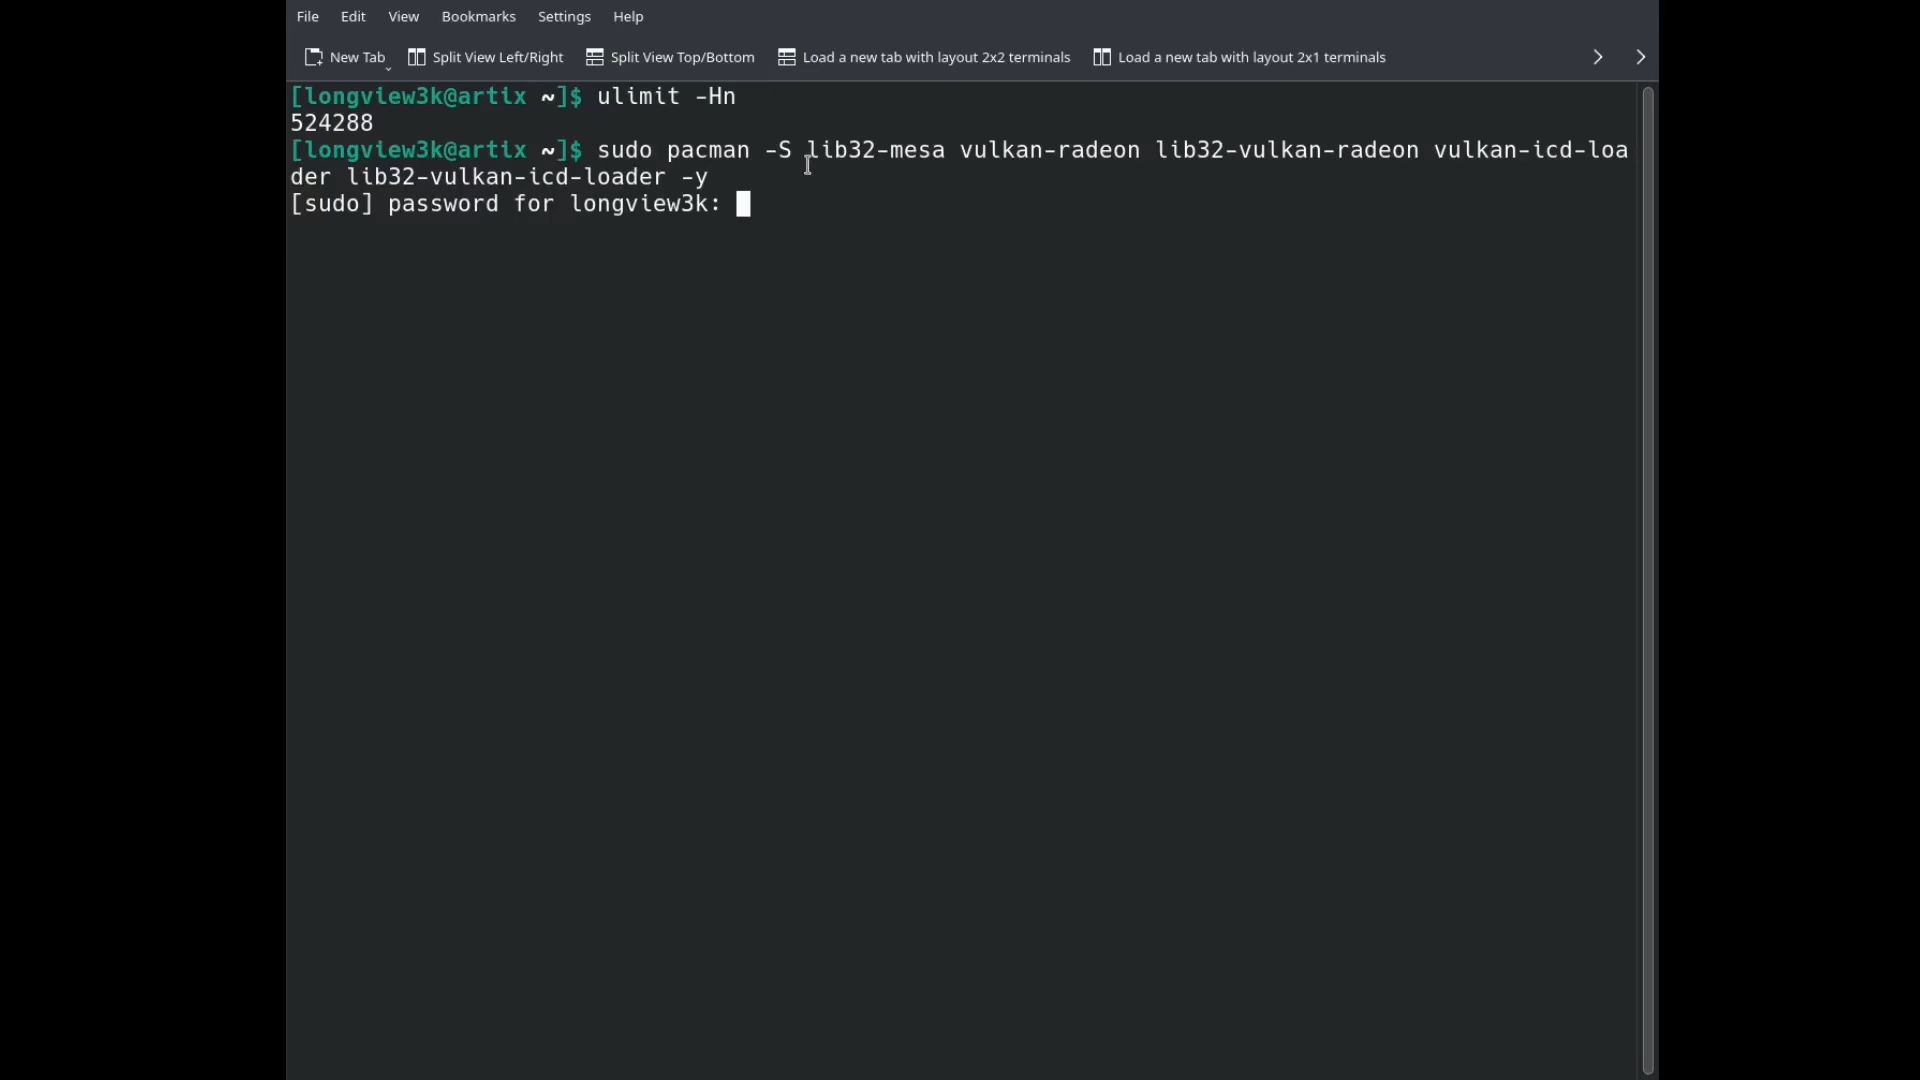 File Edit View Bookmarks Settings Help
New Tab Split View Left/Right Split View Top/Bottom Load a new tab with layout 2x2 terminals Load a new tab with layout 2x1 terminals
[longview3k@artix ~]$ ulimit -Hn
524288
[longview3k@artix ~]$ sudo pacman -S lib32-mesa vulkan-radeon lib32-vulkan-radeon vulkan-icd-loa
der lib32-vulkan-icd-loader -y
[sudo] password for longview3k: